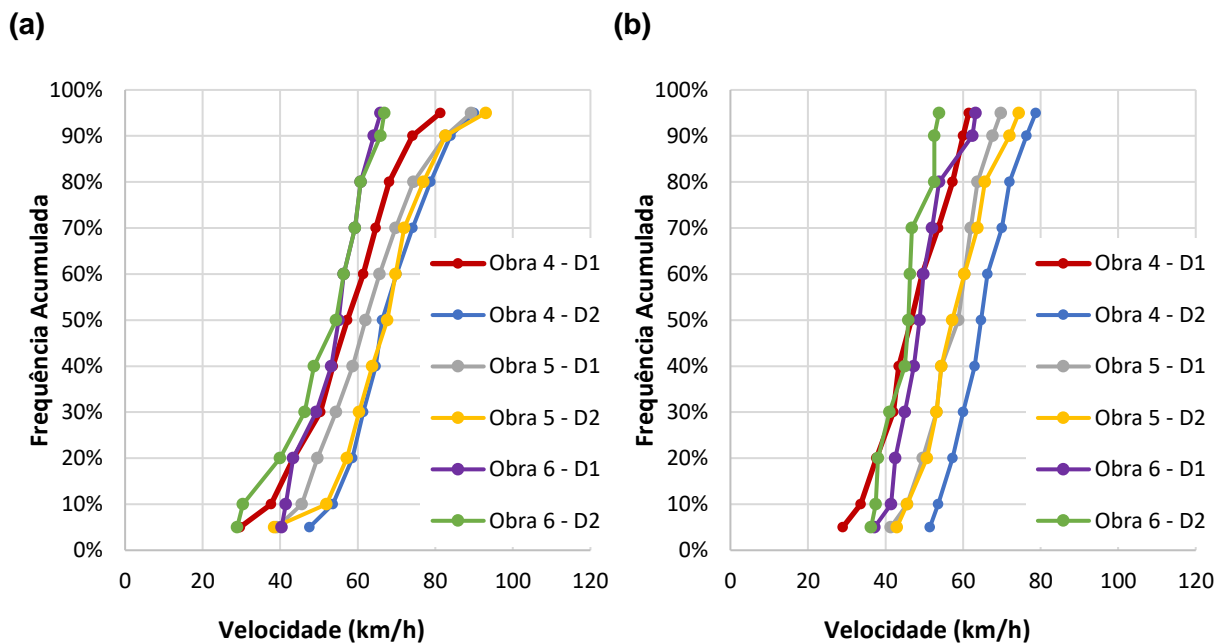 (a)
100%
90%
80%
70%
60%
50%
40%
30%
20%
10%
0%
Frequência Acumulada
Obra 4 - D1
Obra 4 - D2
Obra 5 - D1
Obra 5 - D2
Obra 6 - D1
Obra 6 - D2
0 20 40 60 80 100 120
Velocidade (km/h)
(b)
100%
90%
80%
70%
60%
50%
40%
30%
20%
10%
0%
Frequência Acumulada
Obra 4 - D1
Obra 4 - D2
Obra 5 - D1
Obra 5 - D2
Obra 6 - D1
Obra 6 - D2
0 20 40 60 80 100 120
Velocidade (km/h)